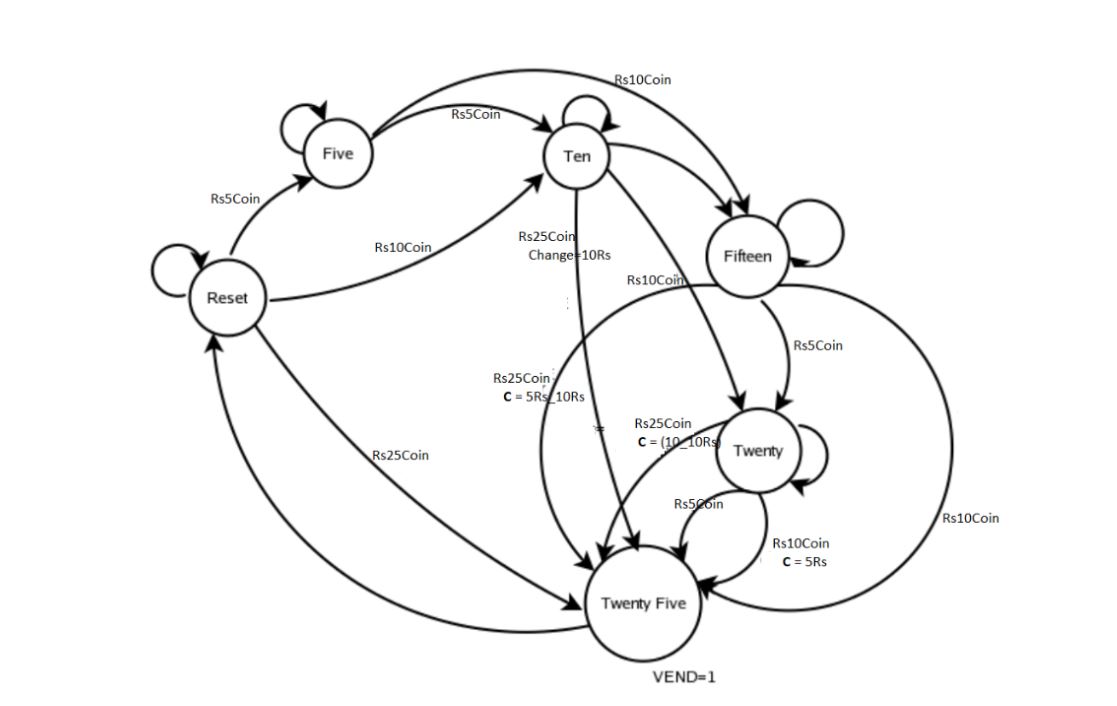 Rs10Coin
Rs5Coin
Five
Ten
Rs5Coin
Rs10Coin
Rs25Coin
Change=10Rs
Fifteen
Rs10Coin
Reset
Rs5Coin
Rs25Coin
C = 5Rs_10Rs
Rs25Coin
C = (10_10Rs)
Twenty
Rs25Coin
Rs5Coin
Rs10Coin
Rs10Coin
C = 5Rs
Twenty Five
VEND=1